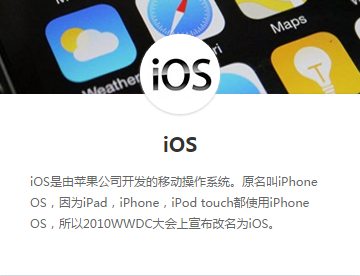 Weather
Maps
Tips
iOS
iOS
iOS是由苹果公司开发的移动操作系统。原名叫iPhone
OS，因为iPad，iPhone，iPod touch都使用iPhone
OS，所以2010WWDC大会上宣布改名为iOS。